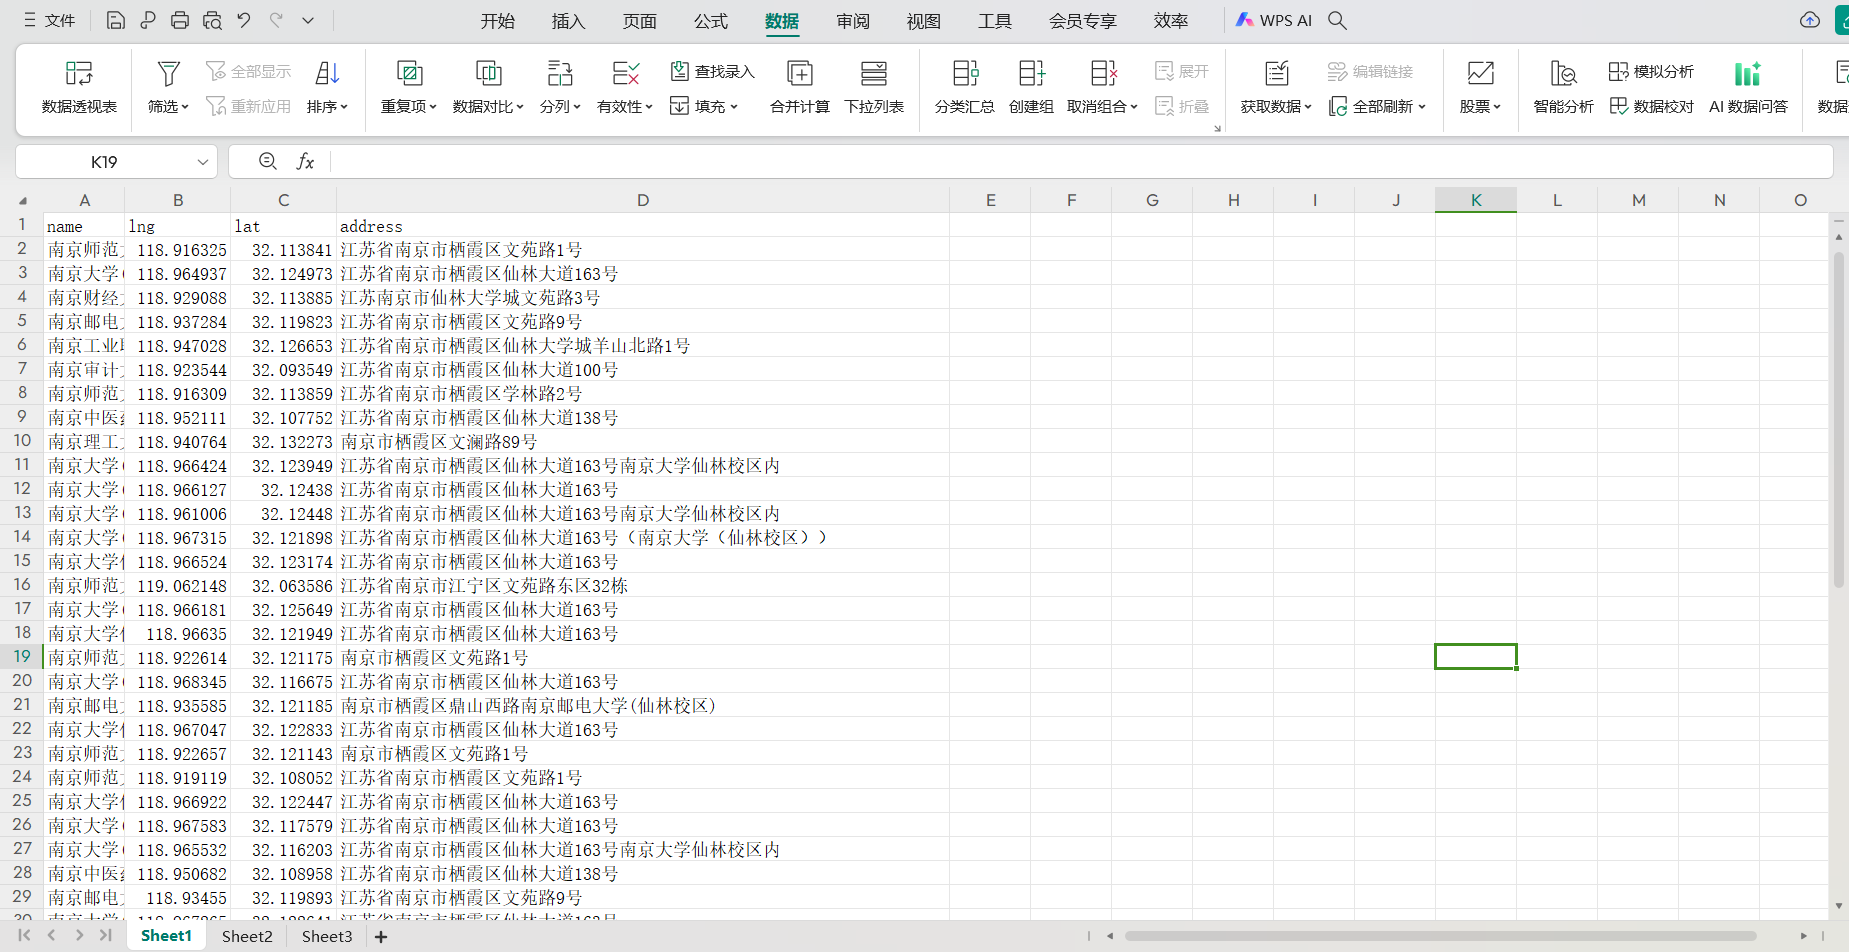 文件 开始 插入 页面 公式 数据 审阅 视图 工具 会员专享 效率 WPS AI
全部显示 查找录入 展开 编辑链接 模拟分析
数据透视表 筛选 重新应用 排序 重复项 数据对比 分列 有效性 填充 合并计算 下拉列表 分类汇总 创建组 取消组合 折叠 获取数据 全部刷新 股票 智能分析 数据校对 AI 数据问答 数据
K19 fx
A B C D E F G H I J K L M N O
1 name lng lat address
2 南京师范 118.916325 32.113841 江苏省南京市栖霞区文苑路1号
3 南京大学( 118.964937 32.124973 江苏省南京市栖霞区仙林大道163号
4 南京财经 118.929088 32.113885 江苏南京市仙林大学城文苑路3号
5 南京邮电 118.937284 32.119823 江苏省南京市栖霞区文苑路9号
6 南京工业 118.947028 32.126653 江苏省南京市栖霞区仙林大学城羊山北路1号
7 南京审计 118.923544 32.093549 江苏省南京市栖霞区仙林大道100号
8 南京师范 118.916309 32.113859 江苏省南京市栖霞区学林路2号
9 南京中医 118.952111 32.107752 江苏省南京市栖霞区仙林大道138号
10 南京理工 118.940764 32.132273 南京市栖霞区文澜路89号
11 南京大学( 118.966424 32.123949 江苏省南京市栖霞区仙林大道163号南京大学仙林校区内
12 南京大学( 118.966127 32.12438 江苏省南京市栖霞区仙林大道163号
13 南京大学( 118.961006 32.12448 江苏省南京市栖霞区仙林大道163号南京大学仙林校区内
14 南京大学( 118.967315 32.121898 江苏省南京市栖霞区仙林大道163号（南京大学（仙林校区））
15 南京大学 118.966524 32.123174 江苏省南京市栖霞区仙林大道163号
16 南京师范 119.062148 32.063586 江苏省南京市江宁区文苑路东区32栋
17 南京大学( 118.966181 32.125649 江苏省南京市栖霞区仙林大道163号
18 南京大学 118.96635 32.121949 江苏省南京市栖霞区仙林大道163号
19 南京师范 118.922614 32.121175 南京市栖霞区文苑路1号
20 南京大学( 118.968345 32.116675 江苏省南京市栖霞区仙林大道163号
21 南京邮电 118.935585 32.121185 南京市栖霞区鼎山西路南京邮电大学(仙林校区)
22 南京大学 118.967047 32.122833 江苏省南京市栖霞区仙林大道163号
23 南京师范 118.922657 32.121143 南京市栖霞区文苑路1号
24 南京师范 118.919119 32.108052 江苏省南京市栖霞区文苑路1号
25 南京大学 118.966922 32.122447 江苏省南京市栖霞区仙林大道163号
26 南京大学( 118.967583 32.117579 江苏省南京市栖霞区仙林大道163号
27 南京大学( 118.965532 32.116203 江苏省南京市栖霞区仙林大道163号南京大学仙林校区内
28 南京中医 118.950682 32.108958 江苏省南京市栖霞区仙林大道138号
29 南京邮电 118.93455 32.119893 江苏省南京市栖霞区文苑路9号
Sheet1 Sheet2 Sheet3 +